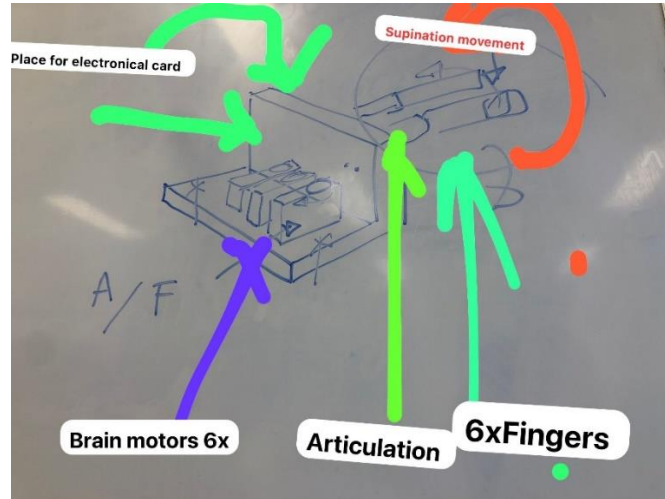 Place for electronical card
Supination movement
A/F
Brain motors 6x
Articulation
6xFingers